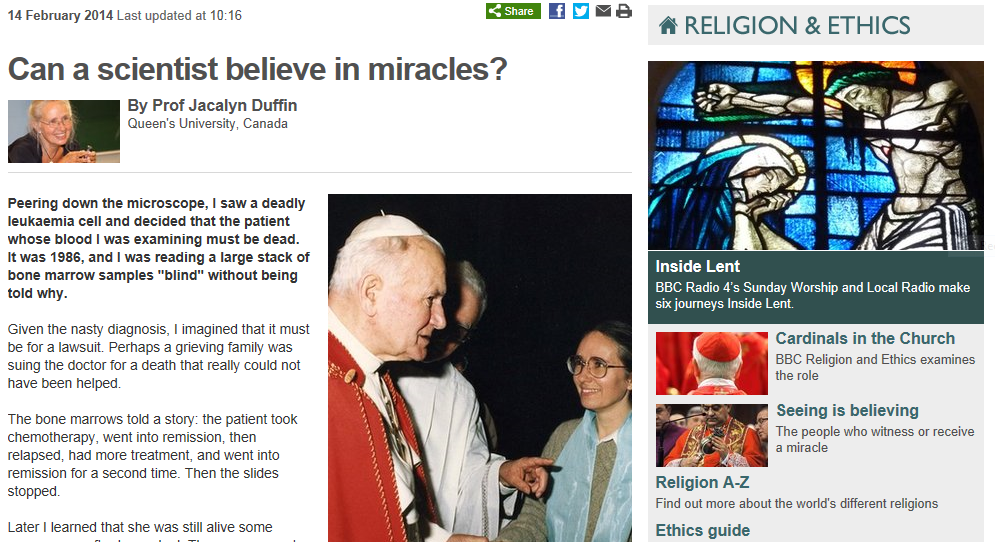 14 February 2014 Last updated at 10:16
Share
Can a scientist believe in miracles?
By Prof Jacalyn Duffin
Queen's University, Canada
Peering down the microscope, I saw a deadly
leukaemia cell and decided that the patient
whose blood I was examining must be dead.
It was 1986, and I was reading a large stack of
bone marrow samples "blind" without being
told why.
Given the nasty diagnosis, I imagined that it must
be for a lawsuit. Perhaps a grieving family was
suing the doctor for a death that really could not
have been helped.
The bone marrows told a story: the patient took
chemotherapy, went into remission, then
relapsed, had more treatment, and went into
remission for a second time. Then the slides
stopped.
Later I learned that she was still alive some
RELIGION & ETHICS
Inside Lent
BBC Radio 4's Sunday Worship and Local Radio make
six journeys Inside Lent.
Cardinals in the Church
BBC Religion and Ethics examines
the role
Seeing is believing
The people who witness or receive
a miracle
Religion A-Z
Find out more about the world's different religions
Ethics guide